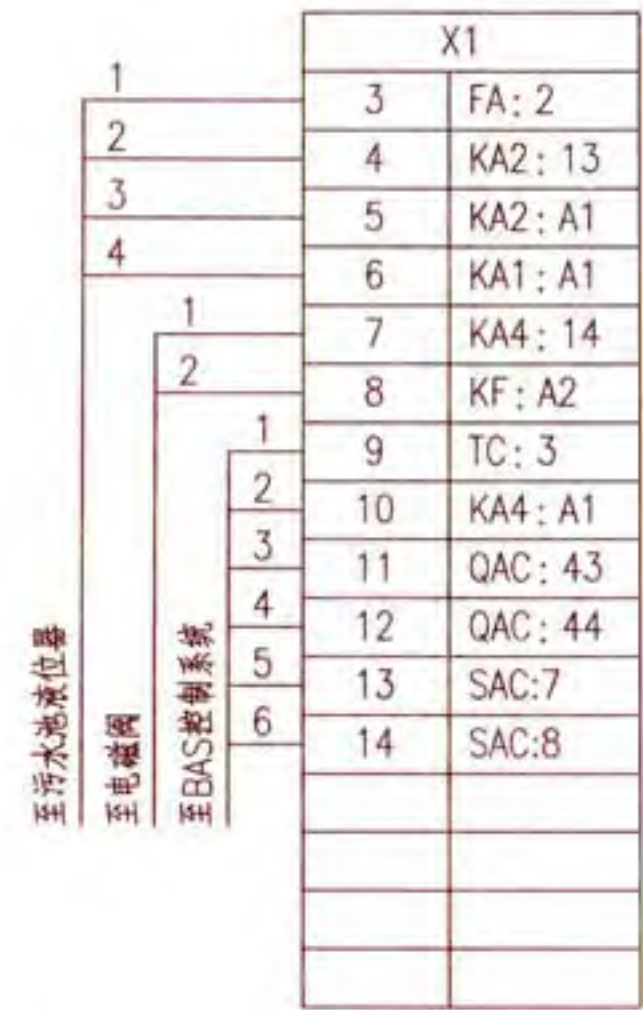 X1
1 3 FA: 2
2 4 KA2: 13
3 5 KA2: A1
4 6 KA1: A1
1 7 KA4: 14
2 8 KF: A2
1 9 TC: 3
2 10 KA4: A1
3 11 QAC: 43
4 12 QAC: 44
5 13 SAC:7
6 14 SAC:8
至污水池液位器
至电磁阀
至BAS控制系统